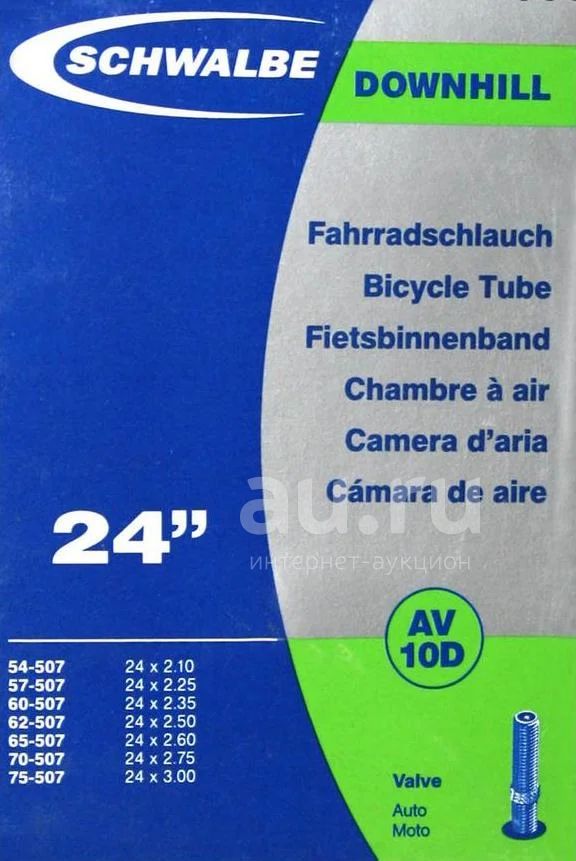 SCHWALBE
DOWNHILL
Fahrradschlauch
Bicycle Tube
Fietsbinnenband
Chambre à air
Camera d'aria
Cámara de aire
au.ru
интернет-аукцион
24”
AV
10D
54-507 24 x 2.10
57-507 24 x 2.25
60-507 24 x 2.35
62-507 24 x 2.50
65-507 24 x 2.60
70-507 24 x 2.75
75-507 24 x 3.00
Valve
Auto
Moto